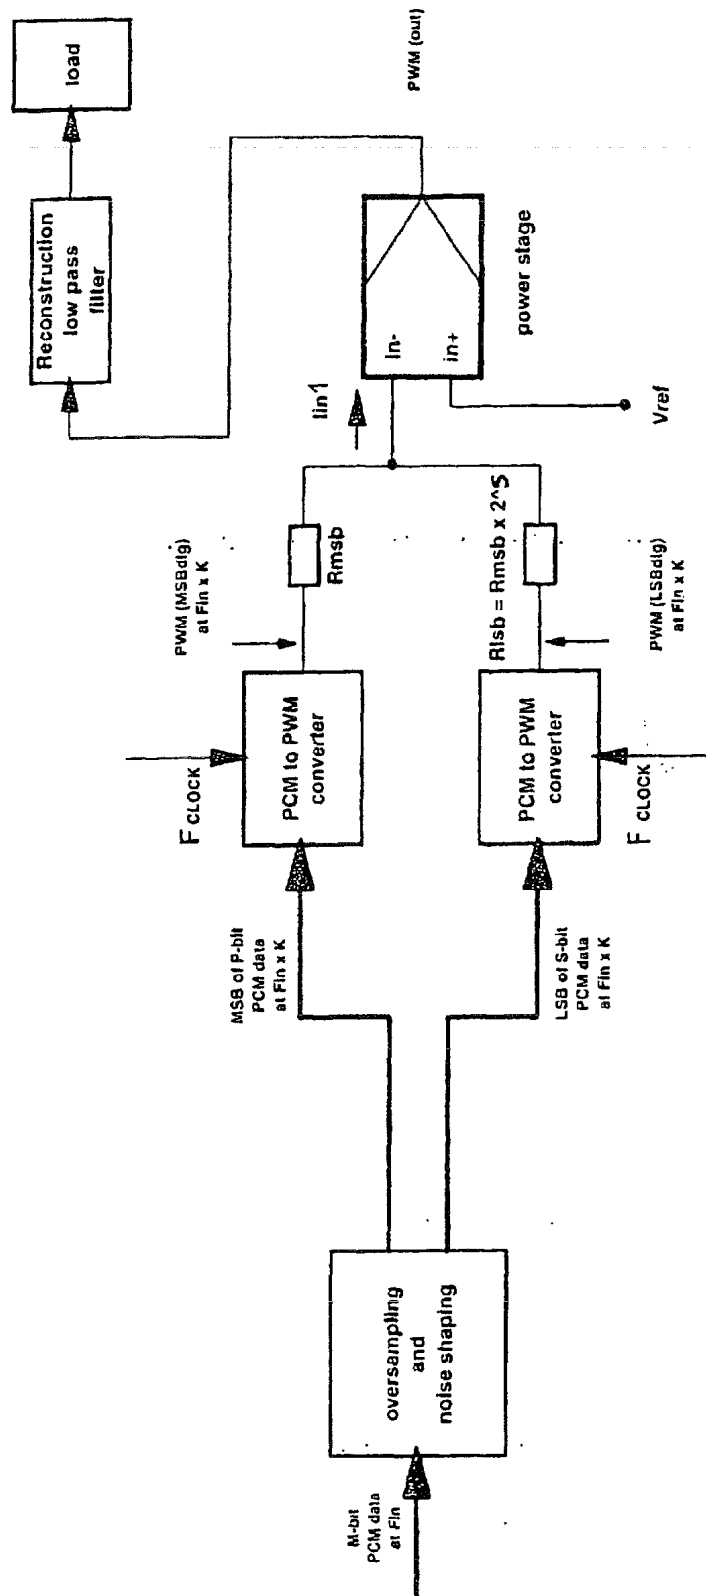 M-bit
PCM data
at Fin
oversampling
and
noise shaping
MSB of P-bit
PCM data
at Fin x K
LSB of S-bit
PCM data
at Fin x K
F CLOCK
PCM to PWM
converter
F CLOCK
PCM to PWM
converter
PWM (MSBdig)
at Fin x K
Rmsb
Rlsb = Rmsb x 2^S
PWM (LSBdig)
at Fin x K
Iin1
In-
in+
Vref
power stage
PWM (out)
Reconstruction
low pass
filter
load